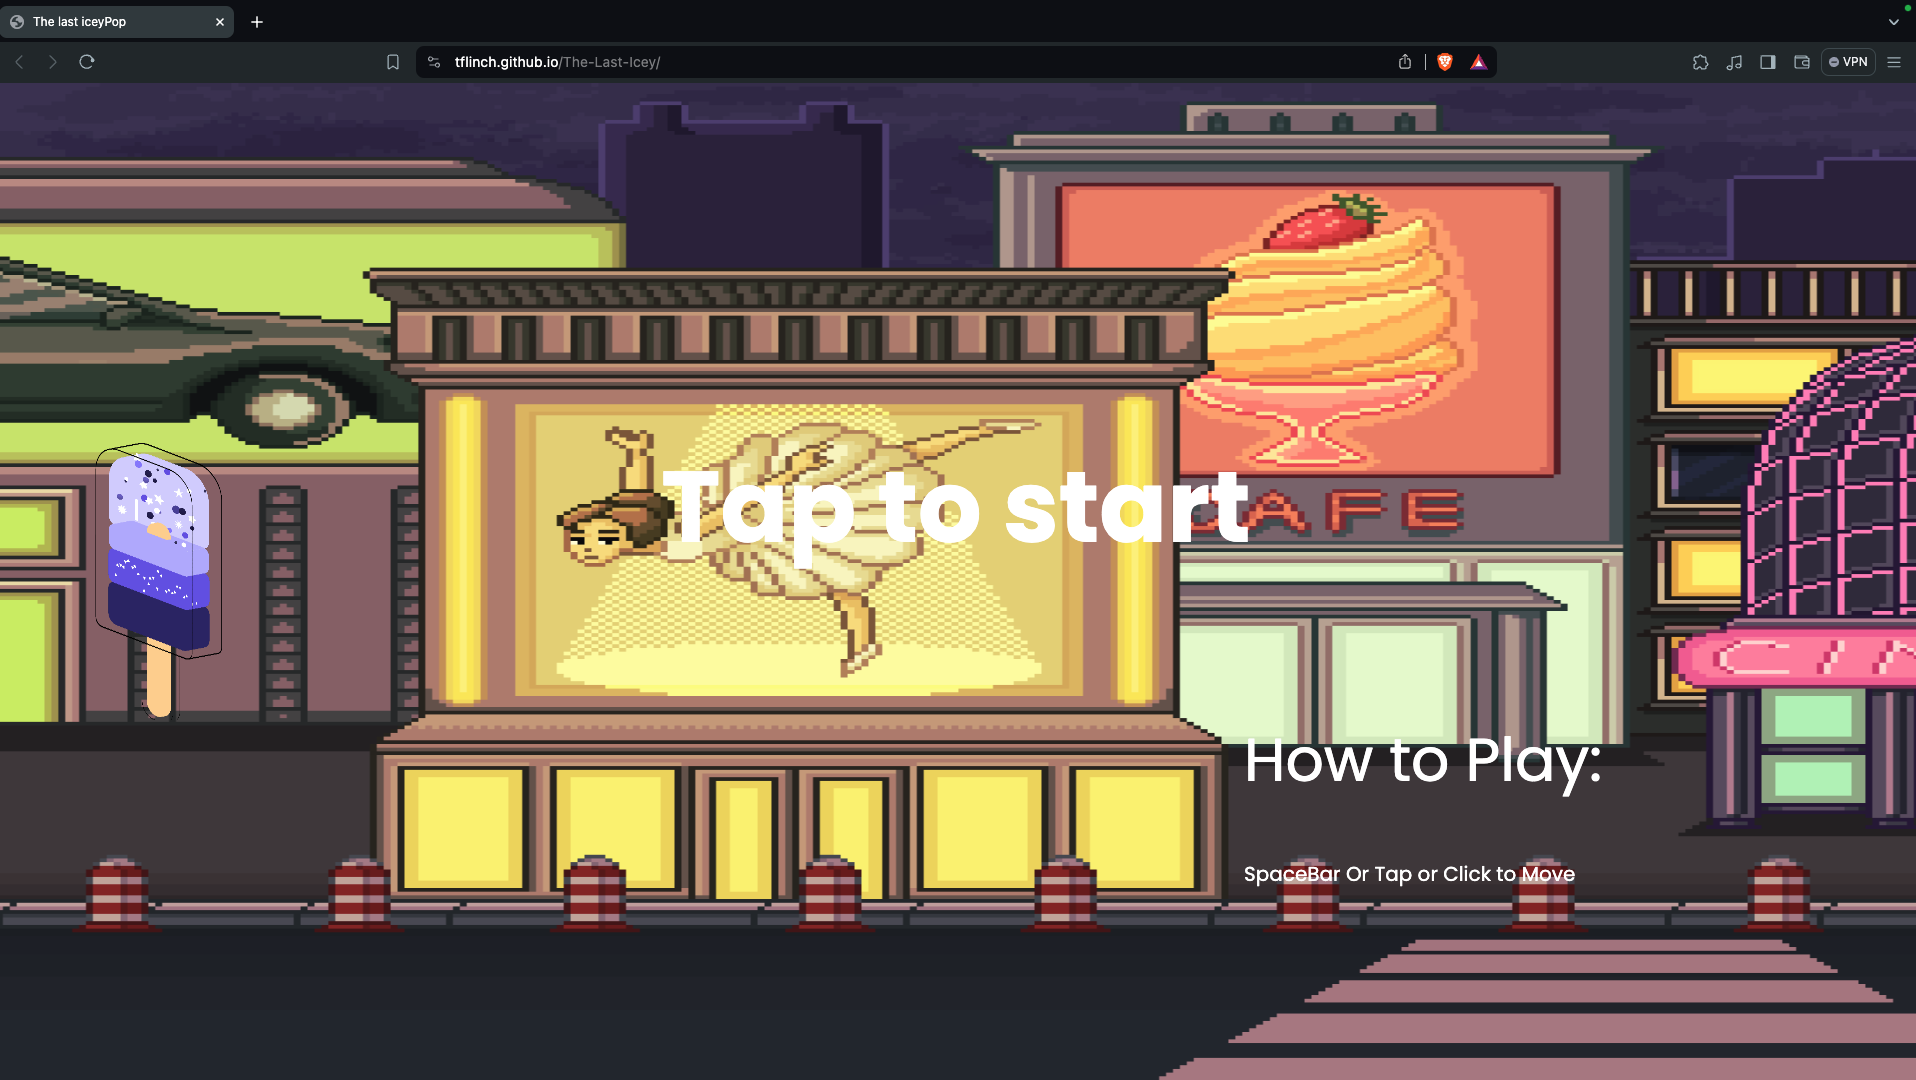 The last iceyPop
tflinch.github.io/The-Last-Icey/
VPN
CAFE
Tap to start
How to Play:
SpaceBar Or Tap or Click to Move